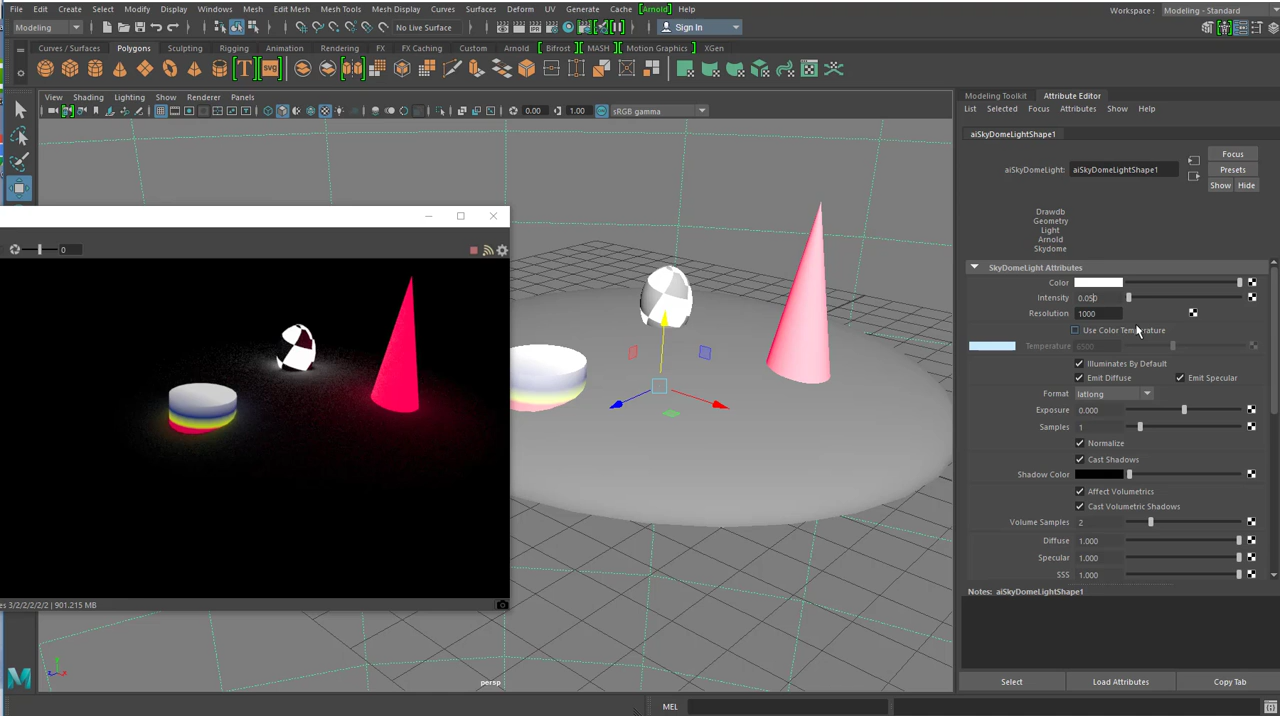 File Edit Create Select Modify Display Windows Mesh Edit Mesh Mesh Tools Mesh Display Curves Surfaces Deform UV Generate Cache [Arnold] Help Workspace : Modeling - Standard
Modeling No Live Surface Sign In
Curves / Surfaces Polygons Sculpting Rigging Animation Rendering FX FX Caching Custom Arnold Bifrost MASH Motion Graphics XGen
T SVG
View Shading Lighting Show Renderer Panels
0.00 1.00 sRGB gamma
Modeling Toolkit Attribute Editor
List Selected Focus Attributes Show Help
aiSkyDomeLightShape1
Focus
aiSkyDomeLight: aiSkyDomeLightShape1 Presets
Show Hide
Drawdb
Geometry
Light
Arnold
Skydome
0
SkyDomeLight Attributes
Color
Intensity 0.050
Resolution 1000
Use Color Temperature
Temperature 6500
Illuminates By Default
Emit Diffuse Emit Specular
Format latlong
Exposure 0.000
Samples 1
Normalize
Cast Shadows
Shadow Color
Affect Volumetrics
Cast Volumetric Shadows
Volume Samples 2
Diffuse 1.000
Specular 1.000
SSS 1.000
Notes: aiSkyDomeLightShape1
es 3/2/2/2/2/2 | 901.215 MB
persp
Select Load Attributes Copy Tab
MEL